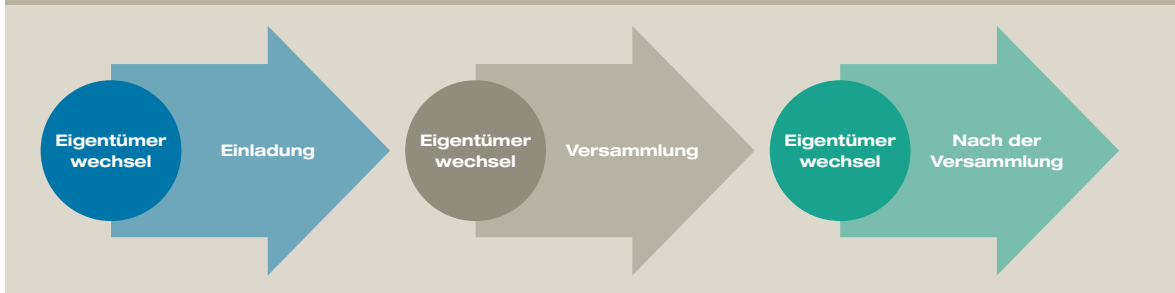 Eigentümer
wechsel
Einladung
Eigentümer
wechsel
Versammlung
Eigentümer
wechsel
Nach der
Versammlung